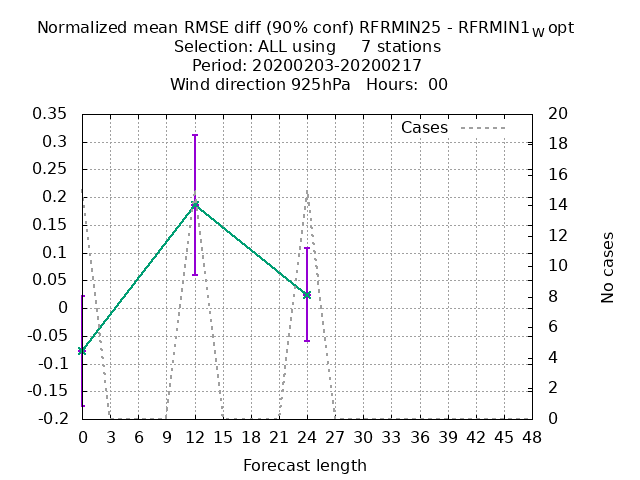 Normalized mean RMSE diff (90% conf) RFRMIN25 - RFRMIN1wopt
Selection: ALL using 7 stations
Period: 20200203-20200217
Wind direction 925hPa Hours: 00
Cases
0.35
0.3
0.25
0.2
0.15
0.1
0.05
0
-0.05
-0.1
-0.15
-0.2
20
18
16
14
12
10
8
6
4
2
0
No cases
0 3 6 9 12 15 18 21 24 27 30 33 36 39 42 45 48
Forecast length